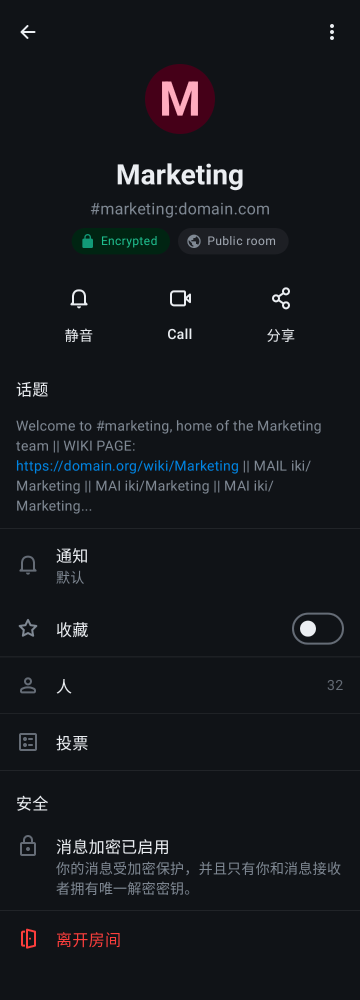 M
Marketing
#marketing:domain.com
Encrypted
Public room
静音
Call
分享
话题
Welcome to #marketing, home of the Marketing
team || WIKI PAGE:
https://domain.org/wiki/Marketing || MAIL iki/
Marketing || MAI iki/Marketing || MAI iki/
Marketing...
通知
默认
收藏
人
32
投票
安全
消息加密已启用
你的消息受加密保护，并且只有你和消息接收
者拥有唯一解密密钥。
离开房间